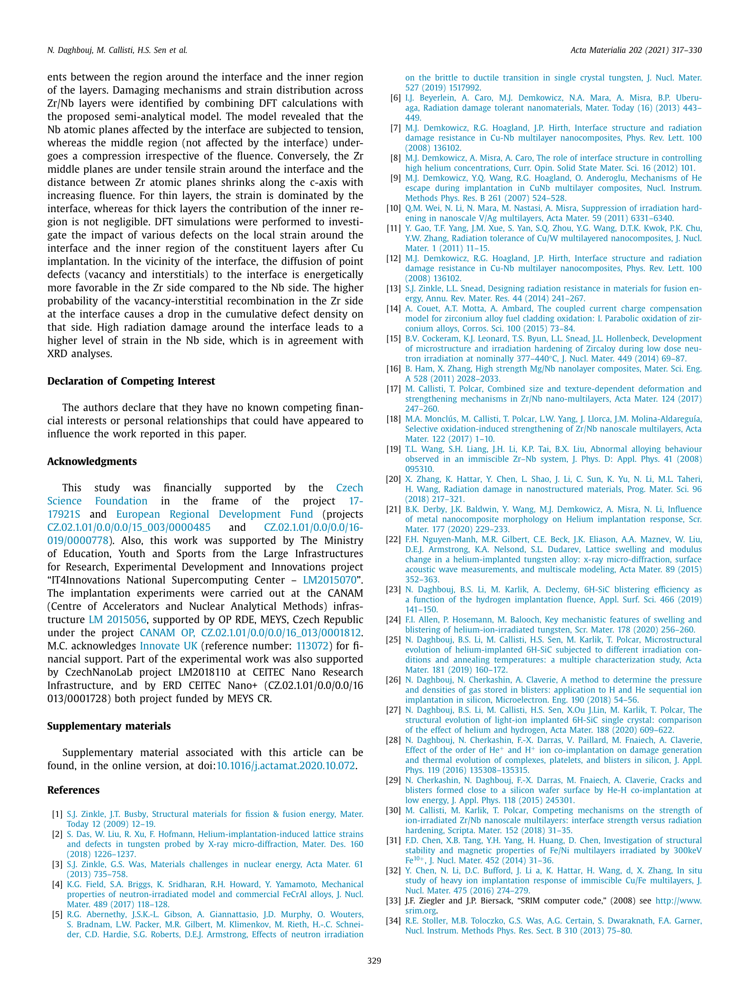 N. Daghbouj, M. Callisti, H.S. Sen et al.
Acta Materialia 202 (2021) 317–330
ents between the region around the interface and the inner region
of the layers. Damaging mechanisms and strain distribution across
Zr/Nb layers were identified by combining DFT calculations with
the proposed semi-analytical model. The model revealed that the
Nb atomic planes affected by the interface are subjected to tension,
whereas the middle region (not affected by the interface) under-
goes a compression irrespective of the fluence. Conversely, the Zr
middle planes are under tensile strain around the interface and the
distance between Zr atomic planes shrinks along the c-axis with
increasing fluence. For thin layers, the strain is dominated by the
interface, whereas for thick layers the contribution of the inner re-
gion is not negligible. DFT simulations were performed to investi-
gate the impact of various defects on the local strain around the
interface and the inner region of the constituent layers after Cu
implantation. In the vicinity of the interface, the diffusion of point
defects (vacancy and interstitials) to the interface is energetically
more favorable in the Zr side compared to the Nb side. The higher
probability of the vacancy-interstitial recombination in the Zr side
at the interface causes a drop in the cumulative defect density on
that side. High radiation damage around the interface leads to a
higher level of strain in the Nb side, which is in agreement with
XRD analyses.
Declaration of Competing Interest
The authors declare that they have no known competing finan-
cial interests or personal relationships that could have appeared to
influence the work reported in this paper.
Acknowledgments
This study was financially supported by the Czech
Science Foundation in the frame of the project 17-
17921S and European Regional Development Fund (projects
CZ.02.1.01/0.0/0.0/15_003/0000485 and CZ.02.1.01/0.0/0.0/16-
019/0000778). Also, this work was supported by The Ministry
of Education, Youth and Sports from the Large Infrastructures
for Research, Experimental Development and Innovations project
“IT4Innovations National Supercomputing Center – LM2015070”.
The implantation experiments were carried out at the CANAM
(Centre of Accelerators and Nuclear Analytical Methods) infras-
tructure LM 2015056, supported by OP RDE, MEYS, Czech Republic
under the project CANAM OP, CZ.02.1.01/0.0/0.0/16_013/0001812.
M.C. acknowledges Innovate UK (reference number: 113072) for fi-
nancial support. Part of the experimental work was also supported
by CzechNanoLab project LM2018110 at CEITEC Nano Research
Infrastructure, and by ERD CEITEC Nano+ (CZ.02.1.01/0.0/0.0/16
013/0001728) both project funded by MEYS CR.
Supplementary materials
Supplementary material associated with this article can be
found, in the online version, at doi:10.1016/j.actamat.2020.10.072.
References
[1] S.J. Zinkle, J.T. Busby, Structural materials for fission & fusion energy, Mater.
Today 12 (2009) 12–19.
[2] S. Das, W. Liu, R. Xu, F. Hofmann, Helium-implantation-induced lattice strains
and defects in tungsten probed by X-ray micro-diffraction, Mater. Des. 160
(2018) 1226–1237.
[3] S.J. Zinkle, G.S. Was, Materials challenges in nuclear energy, Acta Mater. 61
(2013) 735–758.
[4] K.G. Field, S.A. Briggs, K. Sridharan, R.H. Howard, Y. Yamamoto, Mechanical
properties of neutron-irradiated model and commercial FeCrAl alloys, J. Nucl.
Mater. 489 (2017) 118–128.
[5] R.G. Abernethy, J.S.K.-L. Gibson, A. Giannattasio, J.D. Murphy, O. Wouters,
S. Bradnam, L.W. Packer, M.R. Gilbert, M. Klimenkov, M. Rieth, H.-.C. Schnei-
der, C.D. Hardie, S.G. Roberts, D.E.J. Armstrong, Effects of neutron irradiation
on the brittle to ductile transition in single crystal tungsten, J. Nucl. Mater.
527 (2019) 1517992.
[6] I.J. Beyerlein, A. Caro, M.J. Demkowicz, N.A. Mara, A. Misra, B.P. Uberu-
aga, Radiation damage tolerant nanomaterials, Mater. Today (16) (2013) 443–
449.
[7] M.J. Demkowicz, R.G. Hoagland, J.P. Hirth, Interface structure and radiation
damage resistance in Cu-Nb multilayer nanocomposites, Phys. Rev. Lett. 100
(2008) 136102.
[8] M.J. Demkowicz, A. Misra, A. Caro, The role of interface structure in controlling
high helium concentrations, Curr. Opin. Solid State Mater. Sci. 16 (2012) 101.
[9] M.J. Demkowicz, Y.Q. Wang, R.G. Hoagland, O. Anderoglu, Mechanisms of He
escape during implantation in CuNb multilayer composites, Nucl. Instrum.
Methods Phys. Res. B 261 (2007) 524–528.
[10] Q.M. Wei, N. Li, N. Mara, M. Nastasi, A. Misra, Suppression of irradiation hard-
ening in nanoscale V/Ag multilayers, Acta Mater. 59 (2011) 6331–6340.
[11] Y. Gao, T.F. Yang, J.M. Xue, S. Yan, S.Q. Zhou, Y.G. Wang, D.T.K. Kwok, P.K. Chu,
Y.W. Zhang, Radiation tolerance of Cu/W multilayered nanocomposites, J. Nucl.
Mater. 1 (2011) 11–15.
[12] M.J. Demkowicz, R.G. Hoagland, J.P. Hirth, Interface structure and radiation
damage resistance in Cu-Nb multilayer nanocomposites, Phys. Rev. Lett. 100
(2008) 136102.
[13] S.J. Zinkle, L.L. Snead, Designing radiation resistance in materials for fusion en-
ergy, Annu. Rev. Mater. Res. 44 (2014) 241–267.
[14] A. Couet, A.T. Motta, A. Ambard, The coupled current charge compensation
model for zirconium alloy fuel cladding oxidation: I. Parabolic oxidation of zir-
conium alloys, Corros. Sci. 100 (2015) 73–84.
[15] B.V. Cockeram, K.J. Leonard, T.S. Byun, L.L. Snead, J.L. Hollenbeck, Development
of microstructure and irradiation hardening of Zircaloy during low dose neu-
tron irradiation at nominally 377–440°C, J. Nucl. Mater. 449 (2014) 69–87.
[16] B. Ham, X. Zhang, High strength Mg/Nb nanolayer composites, Mater. Sci. Eng.
A 528 (2011) 2028–2033.
[17] M. Callisti, T. Polcar, Combined size and texture-dependent deformation and
strengthening mechanisms in Zr/Nb nano-multilayers, Acta Mater. 124 (2017)
247–260.
[18] M.A. Monclús, M. Callisti, T. Polcar, L.W. Yang, J. Llorca, J.M. Molina-Aldareguía,
Selective oxidation-induced strengthening of Zr/Nb nanoscale multilayers, Acta
Mater. 122 (2017) 1–10.
[19] T.L. Wang, S.H. Liang, J.H. Li, K.P. Tai, B.X. Liu, Abnormal alloying behaviour
observed in an immiscible Zr–Nb system, J. Phys. D: Appl. Phys. 41 (2008)
095310.
[20] X. Zhang, K. Hattar, Y. Chen, L. Shao, J. Li, C. Sun, K. Yu, N. Li, M.L. Taheri,
H. Wang, Radiation damage in nanostructured materials, Prog. Mater. Sci. 96
(2018) 217–321.
[21] B.K. Derby, J.K. Baldwin, Y. Wang, M.J. Demkowicz, A. Misra, N. Li, Influence
of metal nanocomposite morphology on Helium implantation response, Scr.
Mater. 177 (2020) 229–233.
[22] F.H. Nguyen-Manh, M.R. Gilbert, C.E. Beck, J.K. Eliason, A.A. Maznev, W. Liu,
D.E.J. Armstrong, K.A. Nelsond, S.L. Dudarev, Lattice swelling and modulus
change in a helium-implanted tungsten alloy: x-ray micro-diffraction, surface
acoustic wave measurements, and multiscale modeling, Acta Mater. 89 (2015)
352–363.
[23] N. Daghbouj, B.S. Li, M. Karlik, A. Declemy, 6H-SiC blistering efficiency as
a function of the hydrogen implantation fluence, Appl. Surf. Sci. 466 (2019)
141–150.
[24] F.I. Allen, P. Hosemann, M. Balooch, Key mechanistic features of swelling and
blistering of helium-ion-irradiated tungsten, Scr. Mater. 178 (2020) 256–260.
[25] N. Daghbouj, B.S. Li, M. Callisti, H.S. Sen, M. Karlik, T. Polcar, Microstructural
evolution of helium-implanted 6H-SiC subjected to different irradiation con-
ditions and annealing temperatures: a multiple characterization study, Acta
Mater. 181 (2019) 160–172.
[26] N. Daghbouj, N. Cherkashin, A. Claverie, A method to determine the pressure
and densities of gas stored in blisters: application to H and He sequential ion
implantation in silicon, Microelectron. Eng. 190 (2018) 54–56.
[27] N. Daghbouj, B.S. Li, M. Callisti, H.S. Sen, X.Ou J.Lin, M. Karlik, T. Polcar, The
structural evolution of light-ion implanted 6H-SiC single crystal: comparison
of the effect of helium and hydrogen, Acta Mater. 188 (2020) 609–622.
[28] N. Daghbouj, N. Cherkashin, F.-X. Darras, V. Paillard, M. Fnaiech, A. Claverie,
Effect of the order of He⁺ and H⁺ ion co-implantation on damage generation
and thermal evolution of complexes, platelets, and blisters in silicon, J. Appl.
Phys. 119 (2016) 135308–135315.
[29] N. Cherkashin, N. Daghbouj, F.-X. Darras, M. Fnaiech, A. Claverie, Cracks and
blisters formed close to a silicon wafer surface by He-H co-implantation at
low energy, J. Appl. Phys. 118 (2015) 245301.
[30] M. Callisti, M. Karlik, T. Polcar, Competing mechanisms on the strength of
ion-irradiated Zr/Nb nanoscale multilayers: interface strength versus radiation
hardening, Scripta. Mater. 152 (2018) 31–35.
[31] F.D. Chen, X.B. Tang, Y.H. Yang, H. Huang, D. Chen, Investigation of structural
stability and magnetic properties of Fe/Ni multilayers irradiated by 300keV
Fe¹⁰⁺, J. Nucl. Mater. 452 (2014) 31–36.
[32] Y. Chen, N. Li, D.C. Bufford, J. Li a, K. Hattar, H. Wang, d, X. Zhang, In situ
study of heavy ion implantation response of immiscible Cu/Fe multilayers, J.
Nucl. Mater. 475 (2016) 274–279.
[33] J.F. Ziegler and J.P. Biersack, “SRIM computer code,” (2008) see http://www.
srim.org.
[34] R.E. Stoller, M.B. Toloczko, G.S. Was, A.G. Certain, S. Dwaraknath, F.A. Garner,
Nucl. Instrum. Methods Phys. Res. Sect. B 310 (2013) 75–80.
329